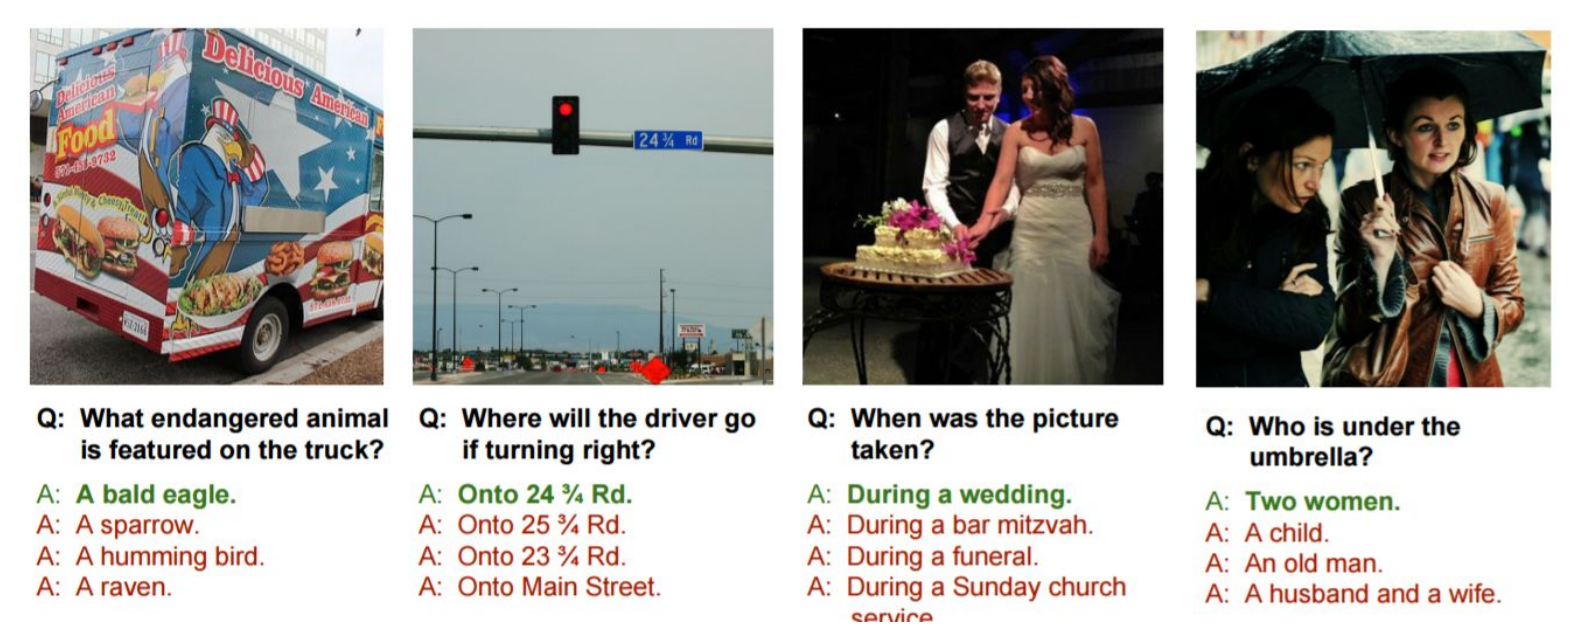 Delicious American
Delicious
American
Food
24 ¾ Rd
Q: What endangered animal
is featured on the truck?
A: A bald eagle.
A: A sparrow.
A: A humming bird.
A: A raven.
Q: Where will the driver go
if turning right?
A: Onto 24 ¾ Rd.
A: Onto 25 ¾ Rd.
A: Onto 23 ¾ Rd.
A: Onto Main Street.
Q: When was the picture
taken?
A: During a wedding.
A: During a bar mitzvah.
A: During a funeral.
A: During a Sunday church
service
Q: Who is under the
umbrella?
A: Two women.
A: A child.
A: An old man.
A: A husband and a wife.